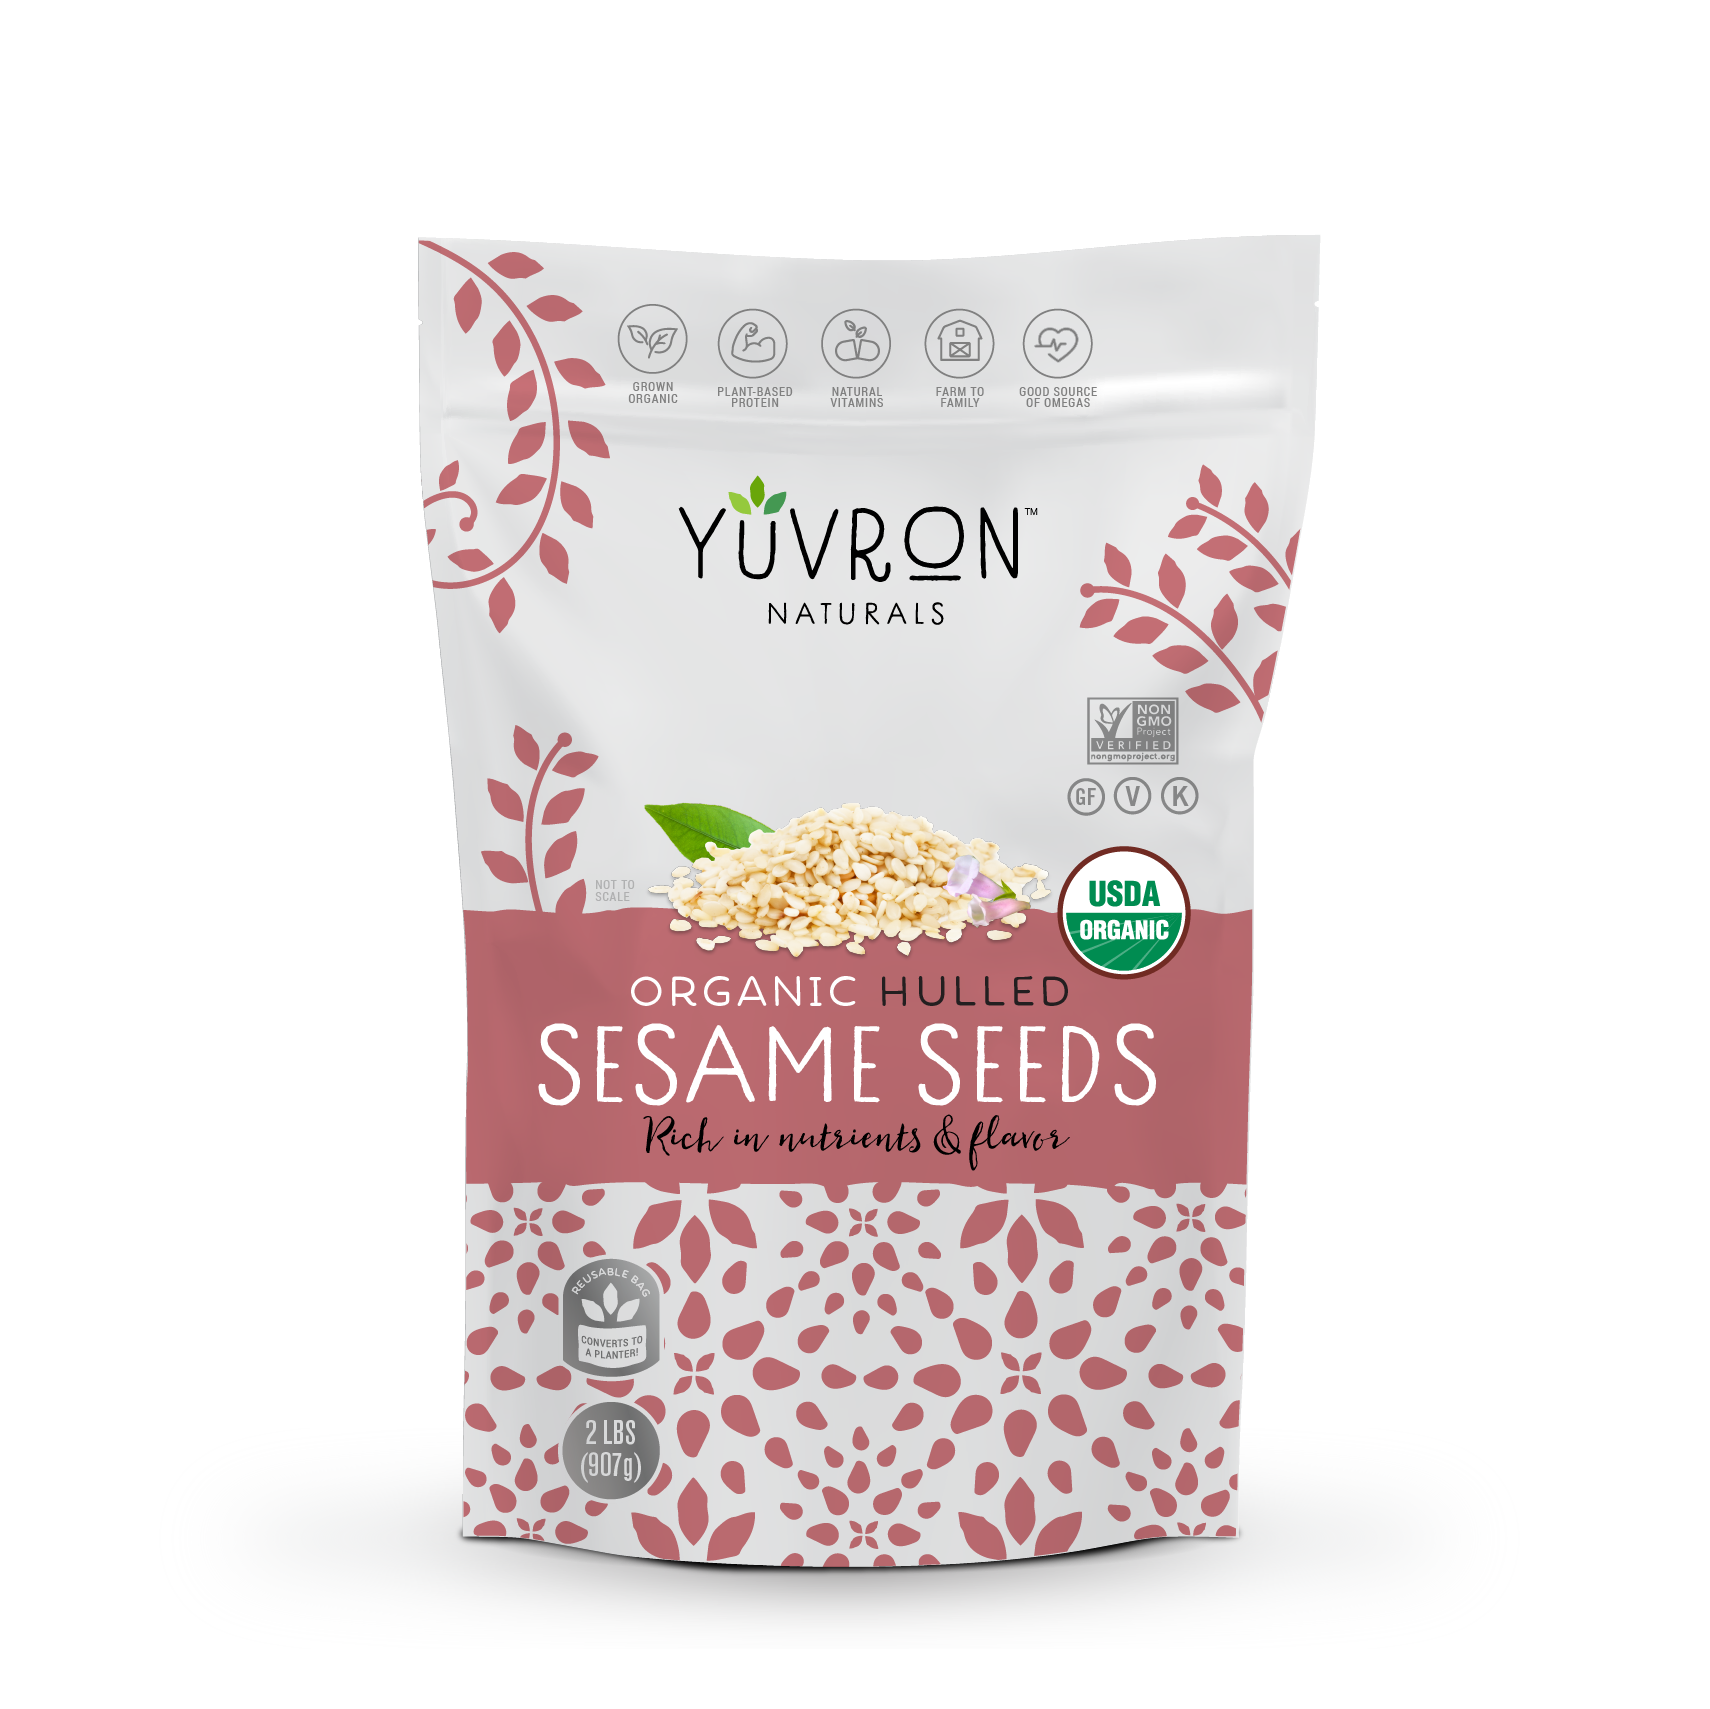 GROWN
ORGANIC
PLANT-BASED
PROTEIN
NATURAL
VITAMINS
FARM TO
FAMILY
GOOD SOURCE
OF OMEGAS
YUVRON™
NATURALS
NON
GMO
Project
VERIFIED
nongmoproject.org
GF V K
NOT TO
SCALE
USDA
ORGANIC
ORGANIC HULLED
SESAME SEEDS
Rich in nutrients & flavor
REUSABLE BAG
CONVERTS TO
A PLANTER!
2 LBS
(907g)